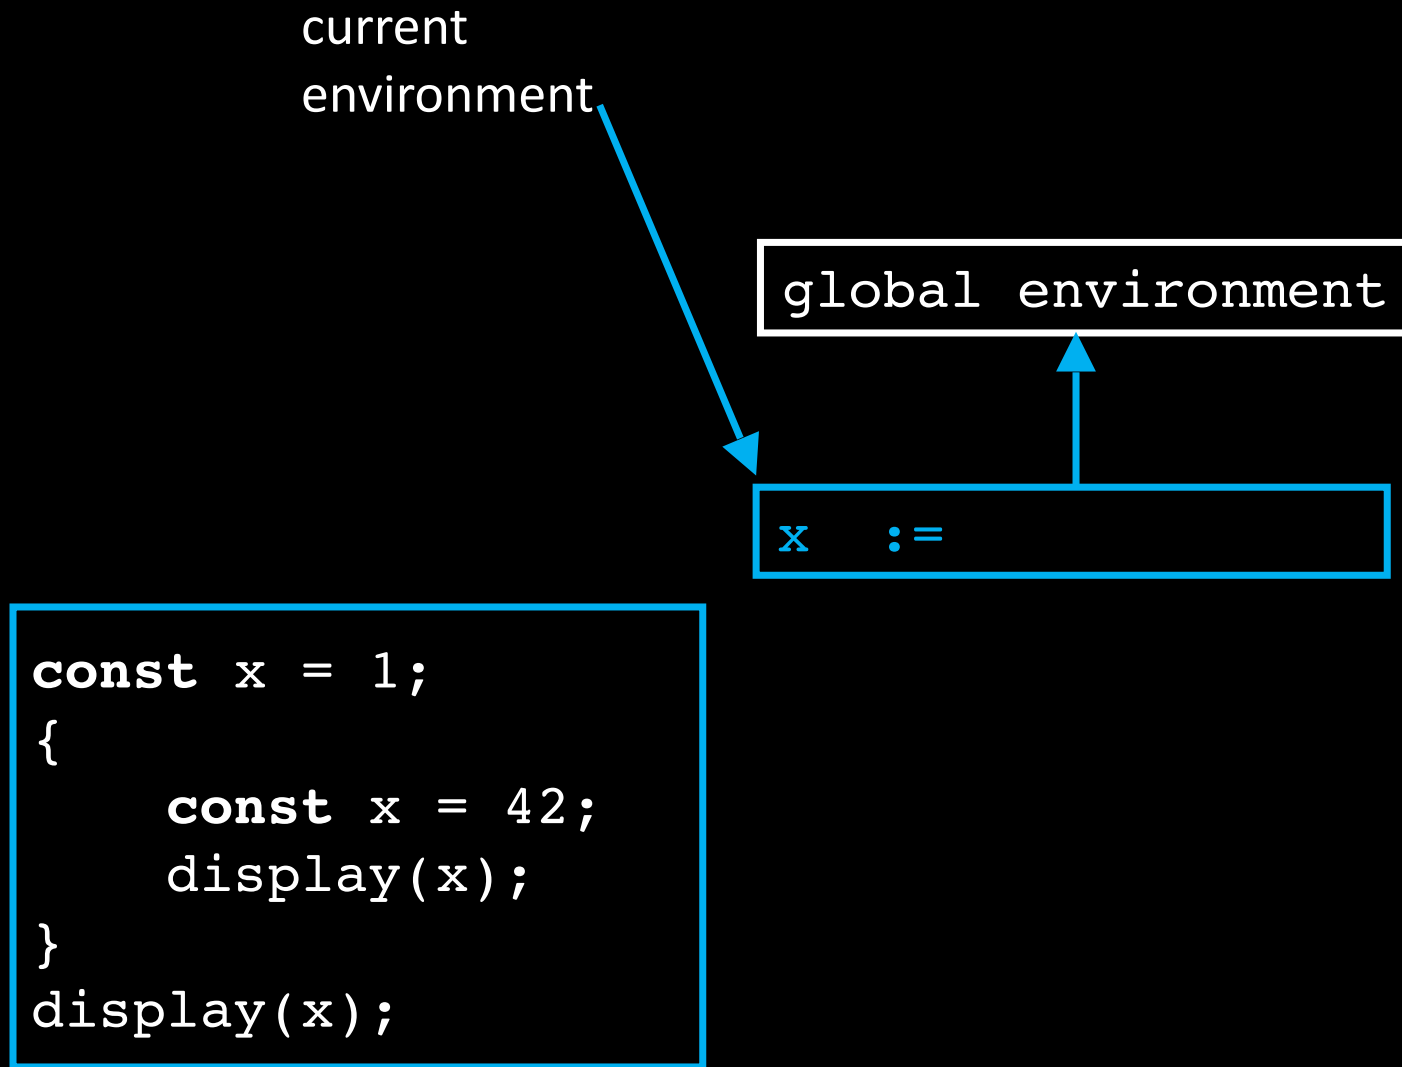 current
environment
global environment
x  :=
const x = 1;
{
    const x = 42;
    display(x);
}
display(x);